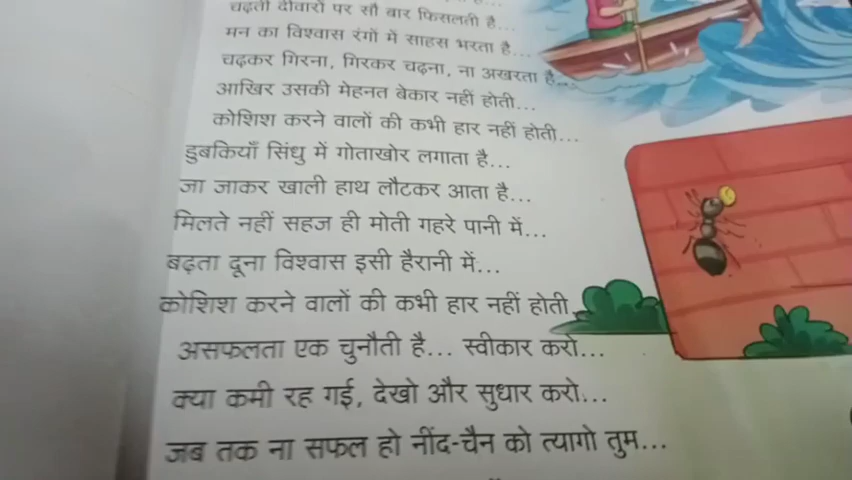 चढ़ती दीवारों पर सौ बार फिसलती है...
मन का विश्वास रंगों में साहस भरता है...
चढ़कर गिरना, गिरकर चढ़ना, ना अखरता है...
आखिर उसकी मेहनत बेकार नहीं होती...
कोशिश करने वालों की कभी हार नहीं होती...
डुबकियाँ सिंधु में गोताखोर लगाता है...
जा जाकर खाली हाथ लौटकर आता है...
मिलते नहीं सहज ही मोती गहरे पानी में...
बढ़ता दूना विश्वास इसी हैरानी में...
कोशिश करने वालों की कभी हार नहीं होती
असफलता एक चुनौती है... स्वीकार करो...
क्या कमी रह गई, देखो और सुधार करो...
जब तक ना सफल हो नींद-चैन को त्यागो तुम...